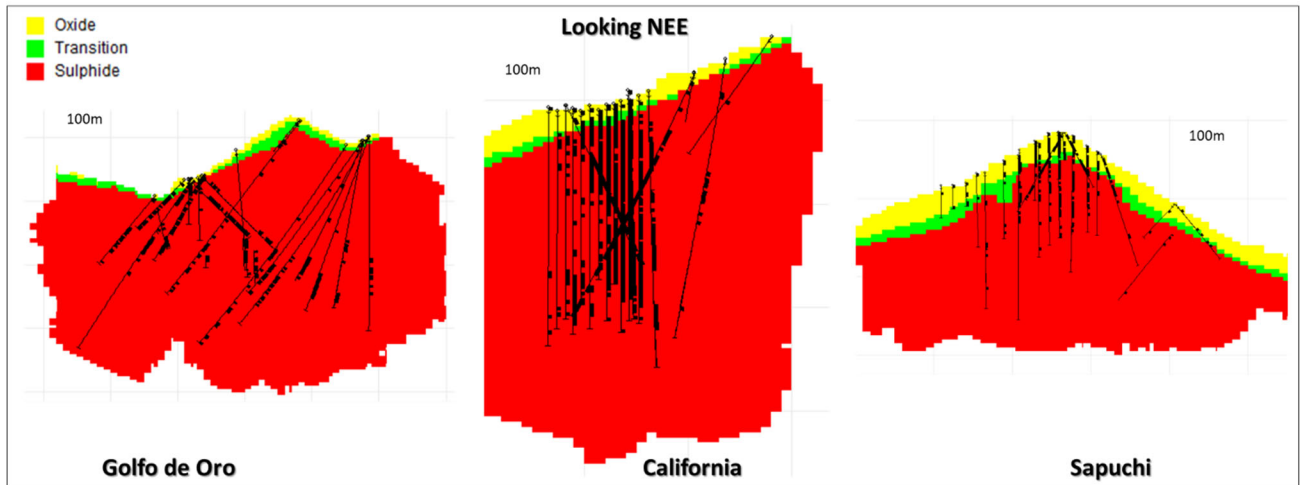 Oxide
Transition
Sulphide
Looking NEE
100m
100m
100m
Golfo de Oro
California
Sapuchi